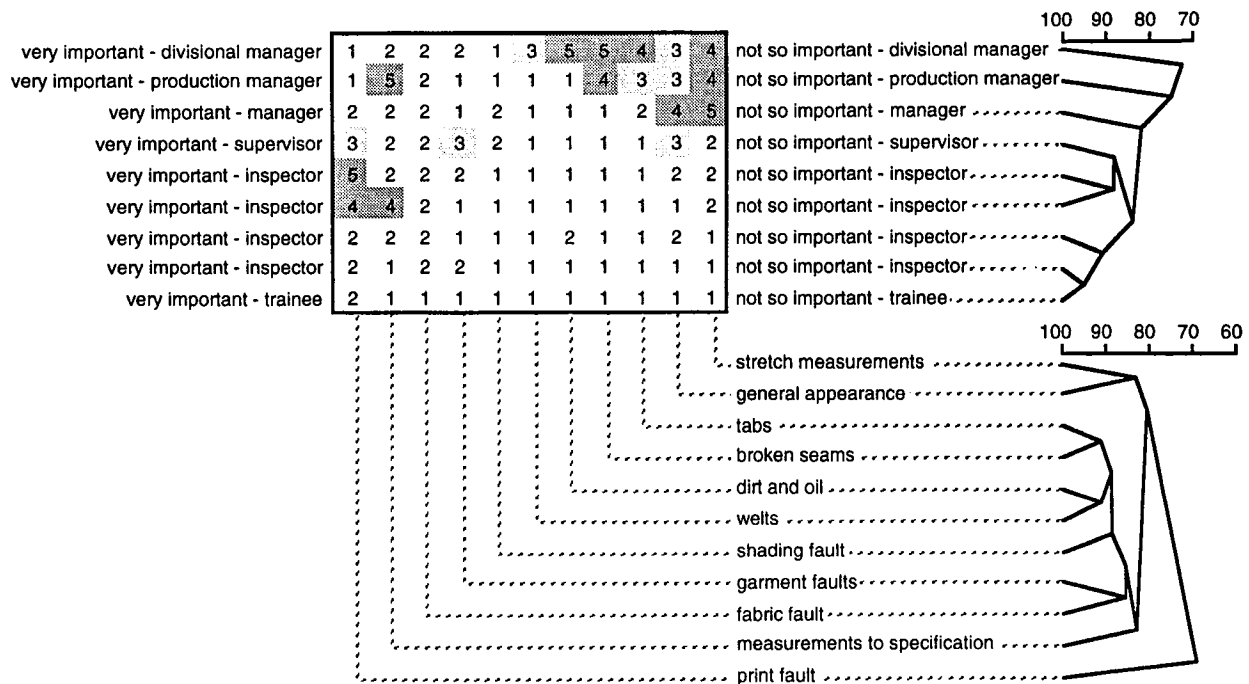 100 90 80 70
very important - divisional manager 1 2 2 2 1 3 5 5 4 3 4 not so important - divisional manager
very important - production manager 1 5 2 1 1 1 1 4 3 3 4 not so important - production manager
very important - manager 2 2 2 1 2 1 1 1 2 4 5 not so important - manager
very important - supervisor 3 2 2 3 2 1 1 1 1 3 2 not so important - supervisor
very important - inspector 5 2 2 2 1 1 1 1 1 2 2 not so important - inspector
very important - inspector 4 4 2 1 1 1 1 1 1 1 2 not so important - inspector
very important - inspector 2 2 2 1 1 1 2 1 1 2 1 not so important - inspector
very important - inspector 2 1 2 2 1 1 1 1 1 1 1 not so important - inspector
very important - trainee 2 1 1 1 1 1 1 1 1 1 1 not so important - trainee
100 90 80 70 60
stretch measurements
general appearance
tabs
broken seams
dirt and oil
welts
shading fault
garment faults
fabric fault
measurements to specification
print fault